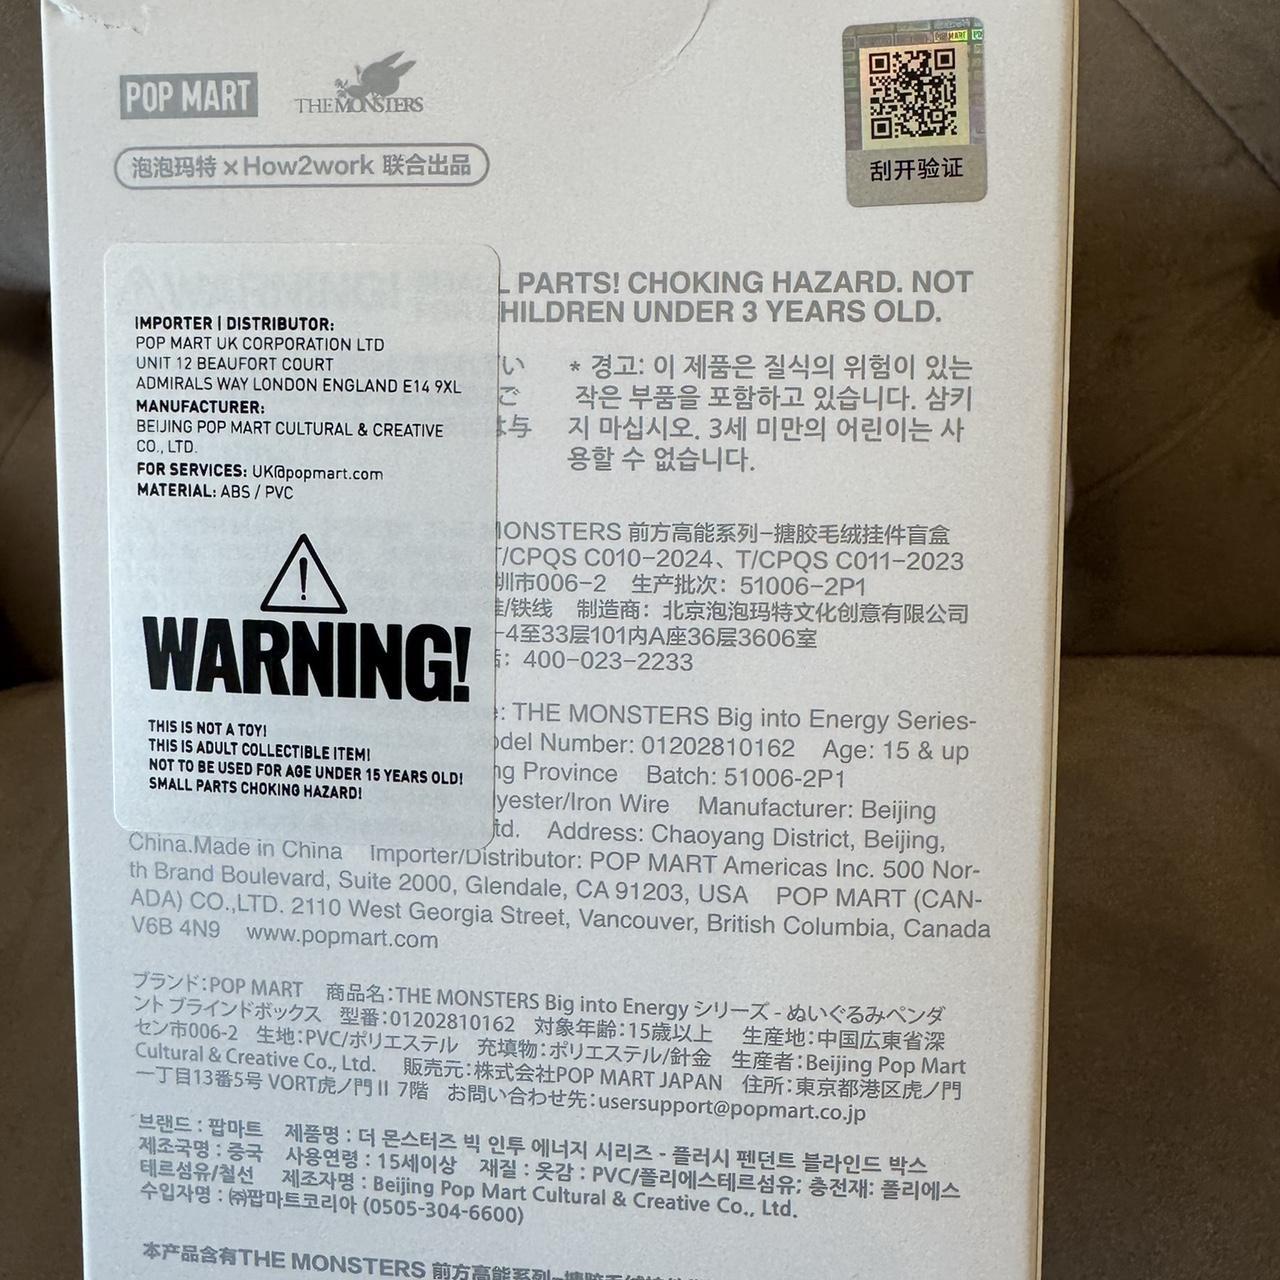 POP MART
THE MONSTERS
泡泡玛特×How2work 联合出品
POP MART
刮开验证
L PARTS! CHOKING HAZARD. NOT
HILDREN UNDER 3 YEARS OLD.
IMPORTER | DISTRIBUTOR:
POP MART UK CORPORATION LTD
UNIT 12 BEAUFORT COURT
ADMIRALS WAY LONDON ENGLAND E14 9XL
MANUFACTURER:
BEIJING POP MART CULTURAL & CREATIVE
CO., LTD.
FOR SERVICES: UK@popmart.com
MATERIAL: ABS / PVC
WARNING!
THIS IS NOT A TOY!
THIS IS ADULT COLLECTIBLE ITEM!
NOT TO BE USED FOR AGE UNDER 15 YEARS OLD!
SMALL PARTS CHOKING HAZARD!
い
ご
は与
* 경고: 이 제품은 질식의 위험이 있는
작은 부품을 포함하고 있습니다. 삼키
지 마십시오. 3세 미만의 어린이는 사
용할 수 없습니다.
MONSTERS 前方高能系列-搪胶毛绒挂件盲盒
T/CPQS C010-2024、T/CPQS C011-2023
圳市006-2 生产批次: 51006-2P1
/铁线 制造商: 北京泡泡玛特文化创意有限公司
-4至33层101内A座36层3606室
: 400-023-2233
: THE MONSTERS Big into Energy Series-
odel Number: 01202810162 Age: 15 & up
ng Province Batch: 51006-2P1
yester/Iron Wire Manufacturer: Beijing
td. Address: Chaoyang District, Beijing,
China.Made in China Importer/Distributor: POP MART Americas Inc. 500 Nor-
th Brand Boulevard, Suite 2000, Glendale, CA 91203, USA POP MART (CAN-
ADA) CO.,LTD. 2110 West Georgia Street, Vancouver, British Columbia, Canada
V6B 4N9 www.popmart.com
ブランド:POP MART 商品名:THE MONSTERS Big into Energy シリーズ - ぬいぐるみペンダ
ント ブラインドボックス 型番:01202810162 対象年齢:15歳以上 生産地:中国広東省深
セン市006-2 生地:PVC/ポリエステル 充填物:ポリエステル/針金 生産者:Beijing Pop Mart
Cultural & Creative Co., Ltd. 販売元:株式会社POP MART JAPAN 住所:東京都港区虎ノ門
一丁目13番5号 VORT虎ノ門 II 7階 お問い合わせ先:usersupport@popmart.co.jp
브랜드 : 팝마트 제품명 : 더 몬스터즈 빅 인투 에너지 시리즈 - 플러시 펜던트 블라인드 박스
제조국명 : 중국 사용연령 : 15세이상 재질 : 옷감 : PVC/폴리에스테르섬유; 충전재: 폴리에스
테르섬유/철선 제조자명 : Beijing Pop Mart Cultural & Creative Co., Ltd.
수입자명 : ㈜팝마트코리아 (0505-304-6600)
本产品含有THE MONSTERS 前方高能系列-搪胶毛绒挂件